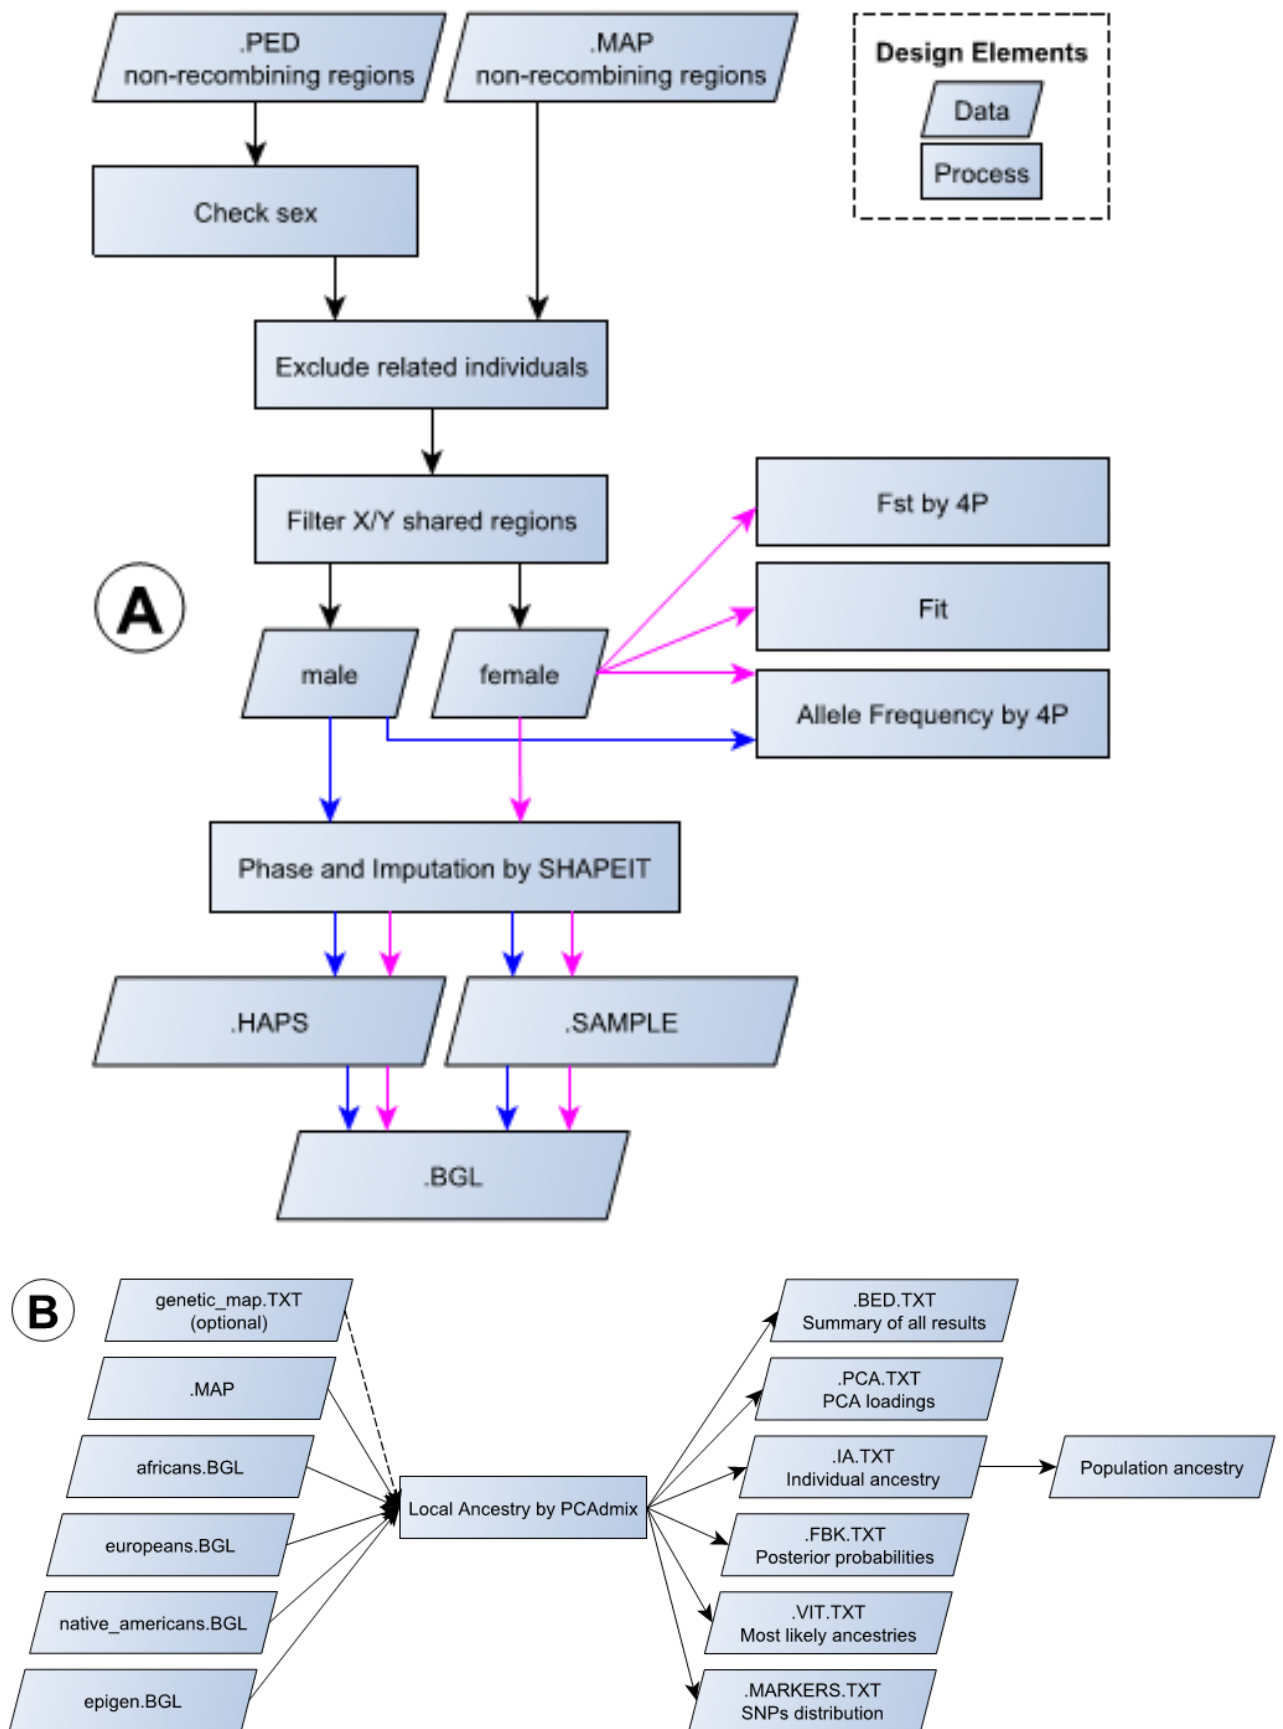 .PED
non-recombining regions
.MAP
non-recombining regions
Design Elements
Data
Process
Check sex
Exclude related individuals
Filter X/Y shared regions
Fst by 4P
Fit
A
male
female
Allele Frequency by 4P
Phase and Imputation by SHAPEIT
.HAPS
.SAMPLE
.BGL
B
genetic_map.TXT
(optional)
.MAP
africans.BGL
europeans.BGL
native_americans.BGL
epigen.BGL
Local Ancestry by PCAdmix
.BED.TXT
Summary of all results
.PCA.TXT
PCA loadings
.IA.TXT
Individual ancestry
Population ancestry
.FBK.TXT
Posterior probabilities
.VIT.TXT
Most likely ancestries
.MARKERS.TXT
SNPs distribution